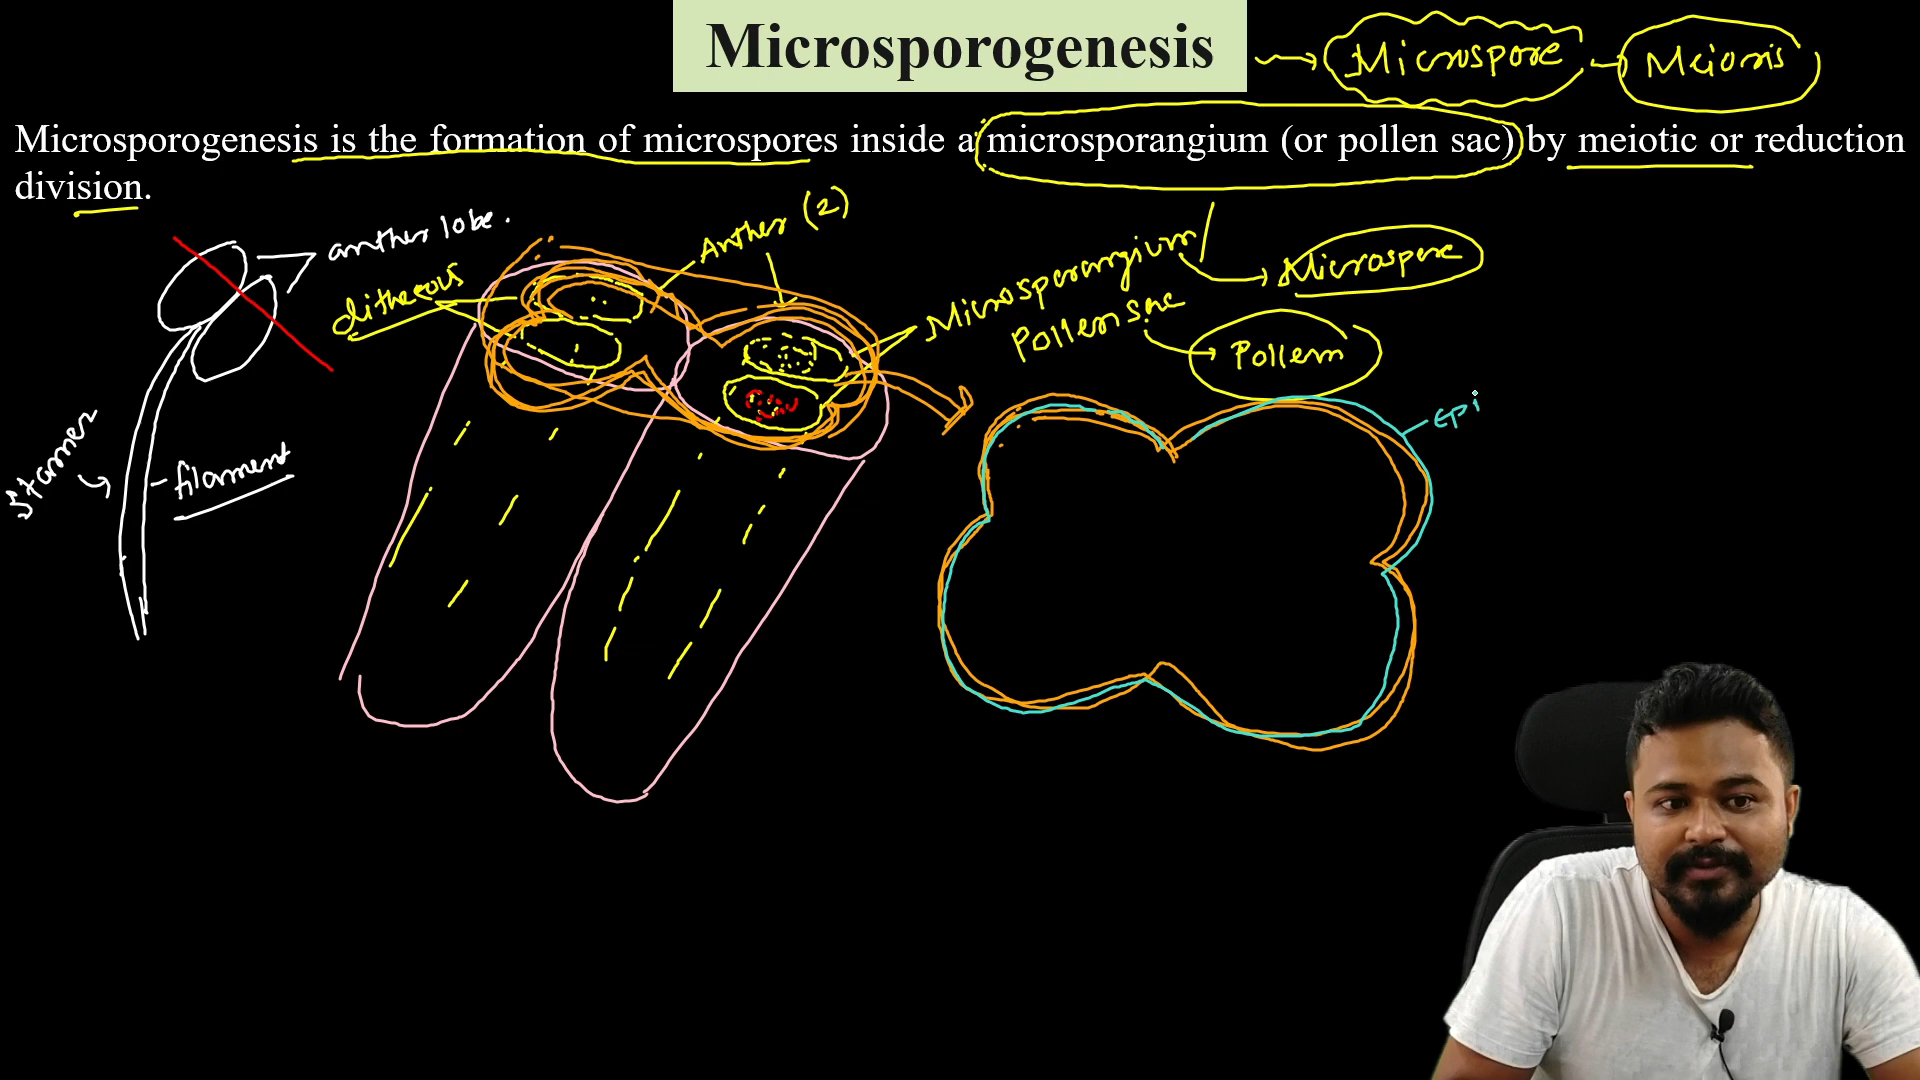 Microsporogenesis
Microspore
Meiosis
Microsporogenesis is the formation of microspores inside a microsporangium (or pollen sac) by meiotic or reduction
division.
anther lobe.
Anther (2)
ditheous
Microsporangium
Microspore
Pollen sac
Pollen
Epi
Stamen
filament